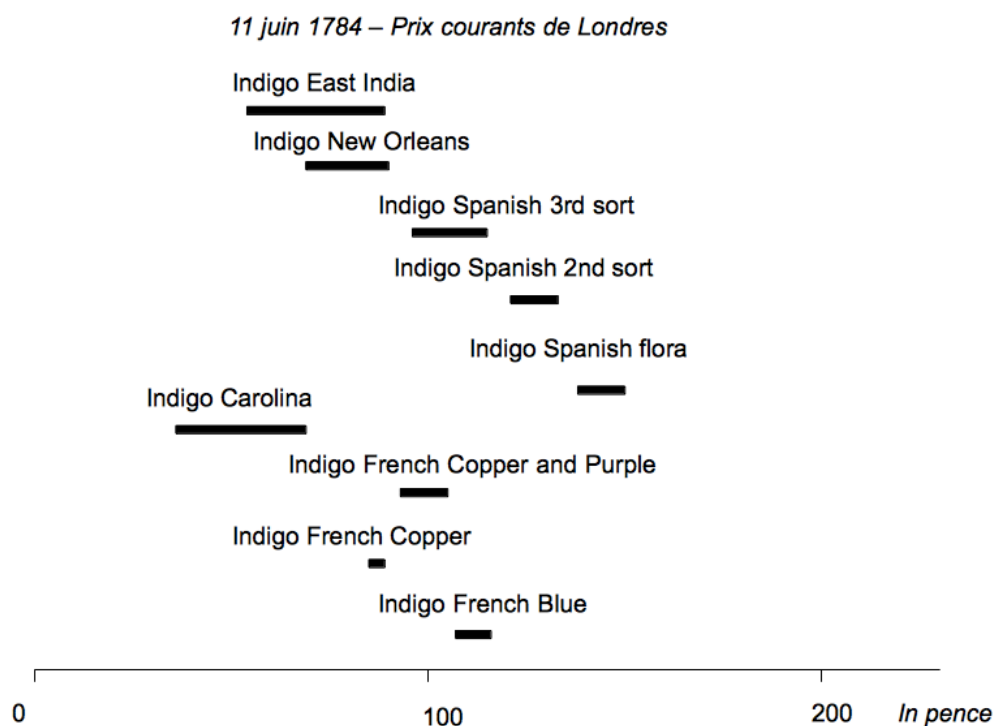 11 juin 1784 – Prix courants de Londres
Indigo East India
Indigo New Orleans
Indigo Spanish 3rd sort
Indigo Spanish 2nd sort
Indigo Spanish flora
Indigo Carolina
Indigo French Copper and Purple
Indigo French Copper
Indigo French Blue
0 100 200 In pence